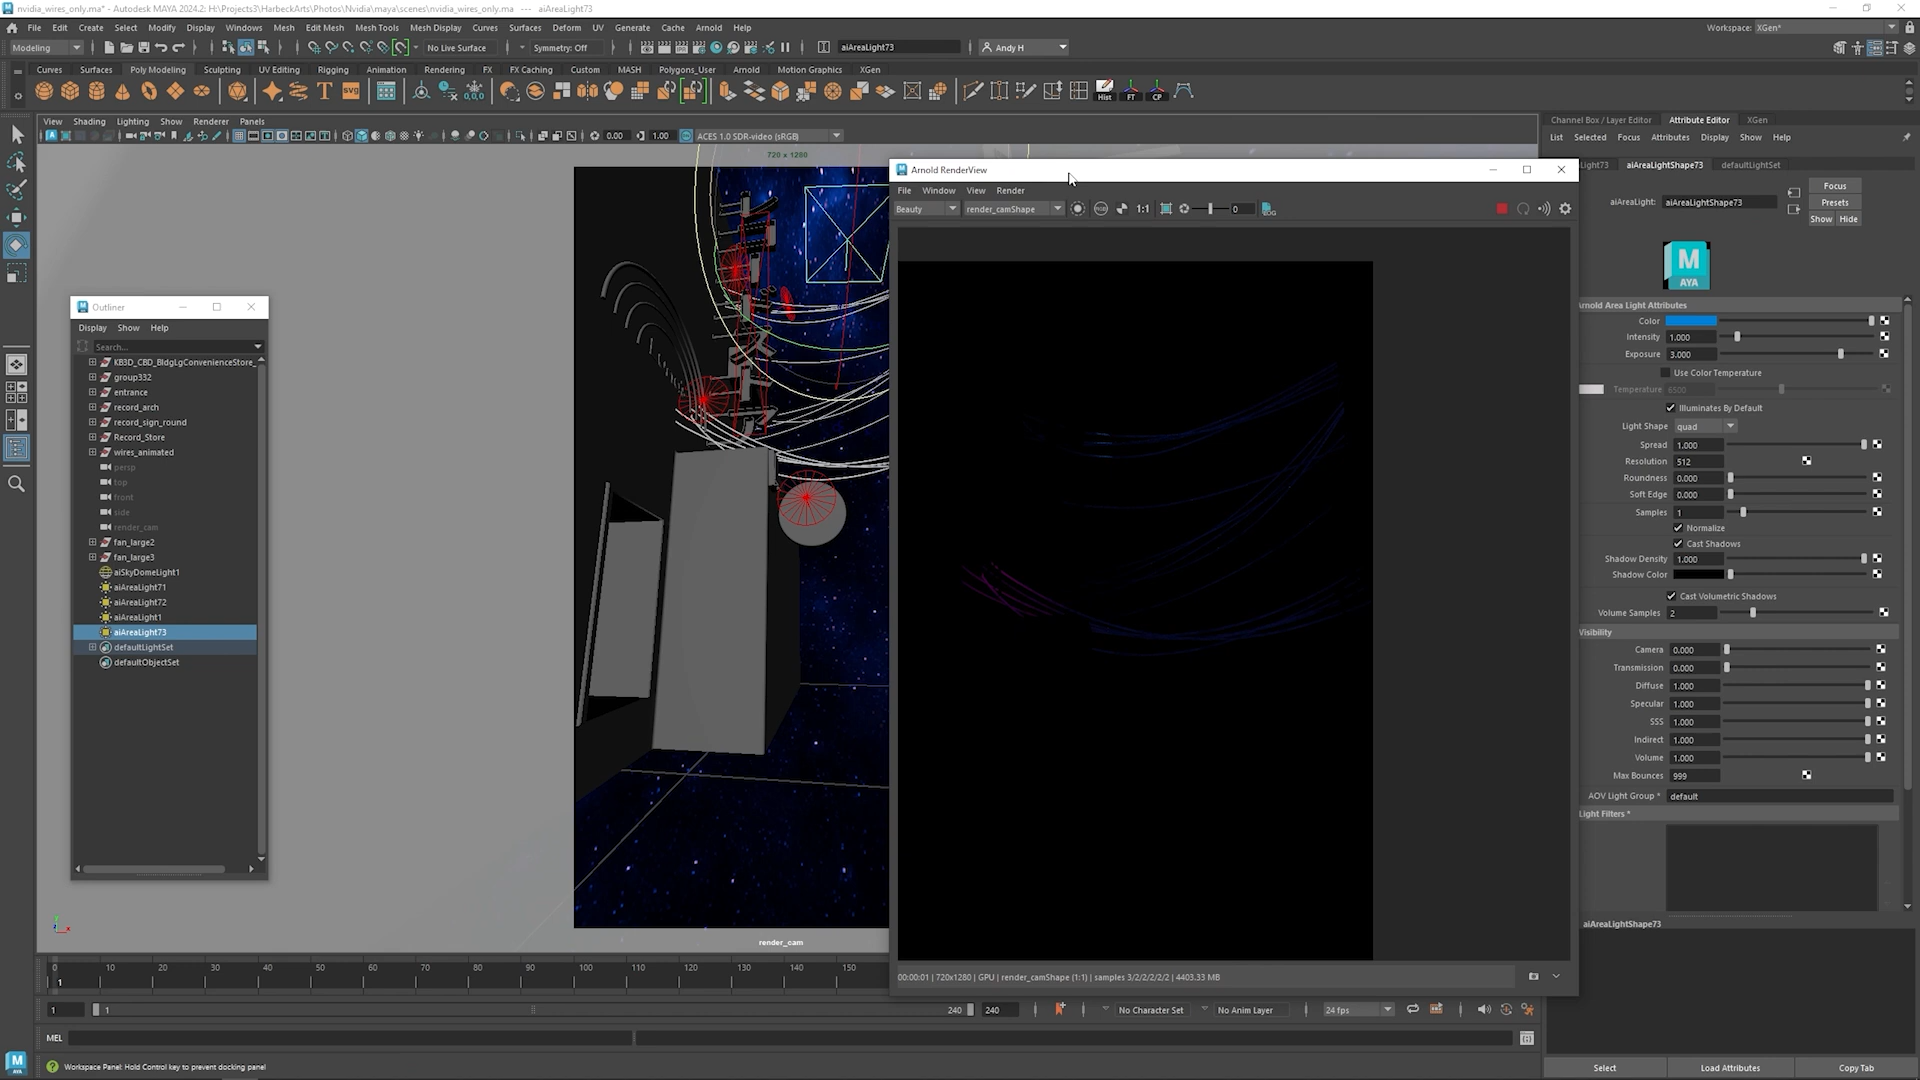 nvidia_wires_only.ma* - Autodesk MAYA 2024.2: H:\Projects3\HarbeckArts\Photos\Nvidia\maya\scenes\nvidia_wires_only.ma --- aiAreaLight73
File Edit Create Select Modify Display Windows Mesh Edit Mesh Mesh Tools Mesh Display Curves Surfaces Deform UV Generate Cache Arnold Help
Workspace: XGen*
Modeling
No Live Surface
Symmetry: Off
aiAreaLight73
Andy H
Curves Surfaces Poly Modeling Sculpting UV Editing Rigging Animation Rendering FX FX Caching Custom MASH Polygons_User Arnold Motion Graphics XGen
SVG
0,0,0
Hist
FT
CP
View Shading Lighting Show Renderer Panels
0.00
1.00
ACES 1.0 SDR-video (sRGB)
720 x 1280
Outliner
Display Show Help
Search...
KB3D_CBD_BldgLgConvenienceStore_
group332
entrance
record_arch
record_sign_round
Record_Store
wires_animated
persp
top
front
side
render_cam
fan_large2
fan_large3
aiSkyDomeLight1
aiAreaLight71
aiAreaLight72
aiAreaLight1
aiAreaLight73
defaultLightSet
defaultObjectSet
render_cam
Arnold RenderView
File Window View Render
Beauty
render_camShape
1:1
0
00:00:01 | 720x1280 | GPU | render_camShape (1:1) | samples 3/2/2/2/2/2 | 4403.33 MB
Channel Box / Layer Editor Attribute Editor XGen
List Selected Focus Attributes Display Show Help
Light73 aiAreaLightShape73 defaultLightSet
aiAreaLight: aiAreaLightShape73
Focus
Presets
Show Hide
M
AYA
Arnold Area Light Attributes
Color
Intensity 1.000
Exposure 3.000
Use Color Temperature
Temperature 6500
Illuminates By Default
Light Shape quad
Spread 1.000
Resolution 512
Roundness 0.000
Soft Edge 0.000
Samples 1
Normalize
Cast Shadows
Shadow Density 1.000
Shadow Color
Cast Volumetric Shadows
Volume Samples 2
Visibility
Camera 0.000
Transmission 0.000
Diffuse 1.000
Specular 1.000
SSS 1.000
Indirect 1.000
Volume 1.000
Max Bounces 999
AOV Light Group * default
Light Filters *
aiAreaLightShape73
Select Load Attributes Copy Tab
0 10 20 30 40 50 60 70 80 90 100 110 120 130 140 150
1
1 1 240 240
No Character Set
No Anim Layer
24 fps
MEL
M
AYA
Workspace Panel: Hold Control key to prevent docking panel